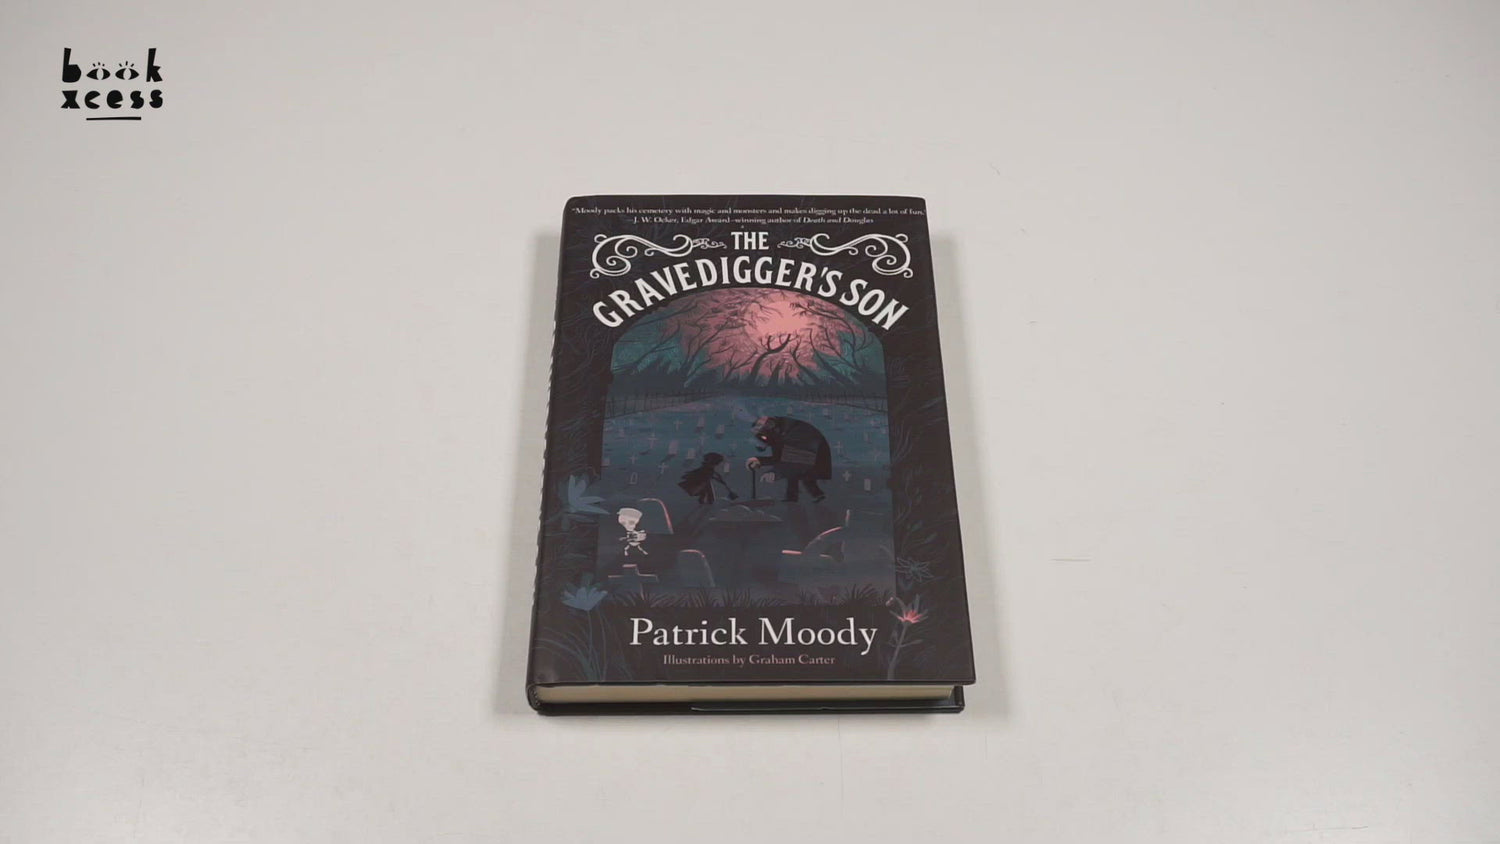 book
xcess
"Moody packs his cemetery with magic and monsters and makes digging up the dead a lot of fun."
—J. W. Ocker, Edgar Award–winning author of Death and Douglas
THE
GRAVEDIGGER'S SON
Patrick Moody
Illustrations by Graham Carter